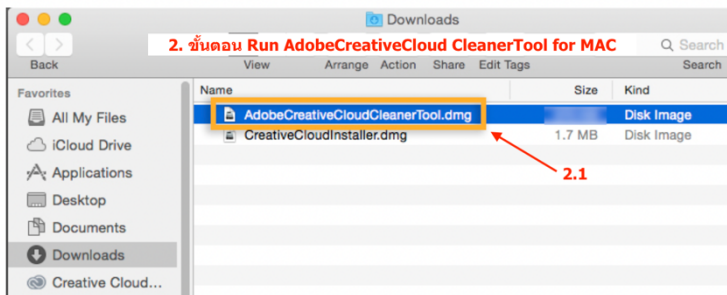 Downloads
2. ขั้นตอน Run AdobeCreativeCloud CleanerTool for MAC
Search
Back View Arrange Action Share Edit Tags Search
Favorites
Name Size Kind
AdobeCreativeCloudCleanerTool.dmg Disk Image
CreativeCloudInstaller.dmg 1.7 MB Disk Image
2.1
All My Files
iCloud Drive
Applications
Desktop
Documents
Downloads
Creative Cloud...